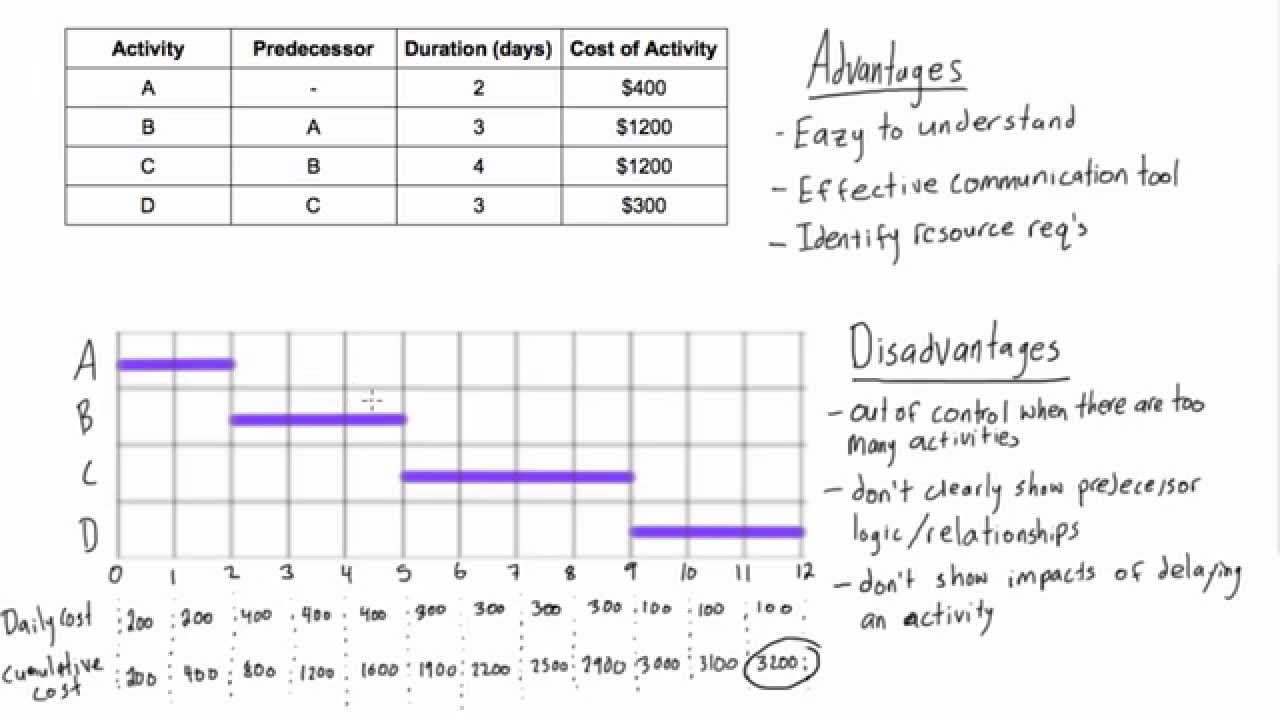 Activity Predecessor Duration (days) Cost of Activity
A - 2 $400
B A 3 $1200
C B 4 $1200
D C 3 $300
Advantages
- Eazy to understand
- Effective communication tool
- Identify resource req's
A
B
C
D
0 1 2 3 4 5 6 7 8 9 10 11 12
Daily Cost 200 200 400 400 400 300 300 300 300 100 100 100
Cumulative 200 400 800 1200 1600 1900 2200 2500 2900 3000 3100 3200
cost
Disadvantages
- out of control when there are too
many activities
- don't clearly show predecessor
logic/relationships
- don't show impacts of delaying
an activity